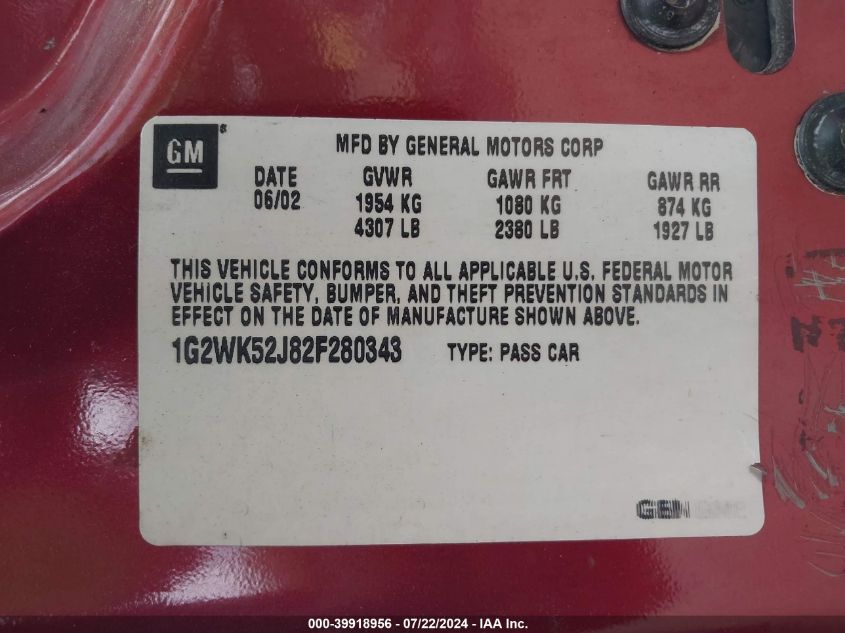 GM
MFD BY GENERAL MOTORS CORP
DATE GVWR GAWR FRT GAWR RR
06/02 1954 KG 1080 KG 874 KG
4307 LB 2380 LB 1927 LB
THIS VEHICLE CONFORMS TO ALL APPLICABLE U.S. FEDERAL MOTOR
VEHICLE SAFETY, BUMPER, AND THEFT PREVENTION STANDARDS IN
EFFECT ON THE DATE OF MANUFACTURE SHOWN ABOVE.
1G2WK52J82F280343 TYPE: PASS CAR
000-39918956 / 07/22/2024 - IAA Inc.